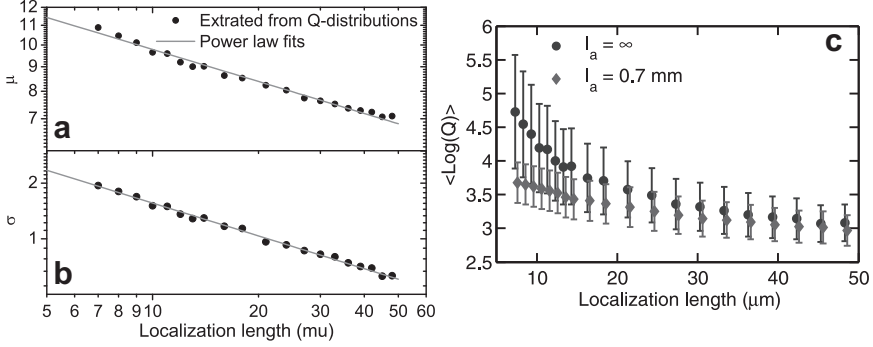 11
10
9
8
7
μ
a
Extrated from Q-distributions
Power law fits
2
1
σ
b
5 6 7 8 9 10 20 30 40 50 60
Localization length (mu)
c
l_a = ∞
l_a = 0.7 mm
6
5.5
5
4.5
4
3.5
3
2.5
<Log(Q)>
10 20 30 40 50
Localization length (μm)